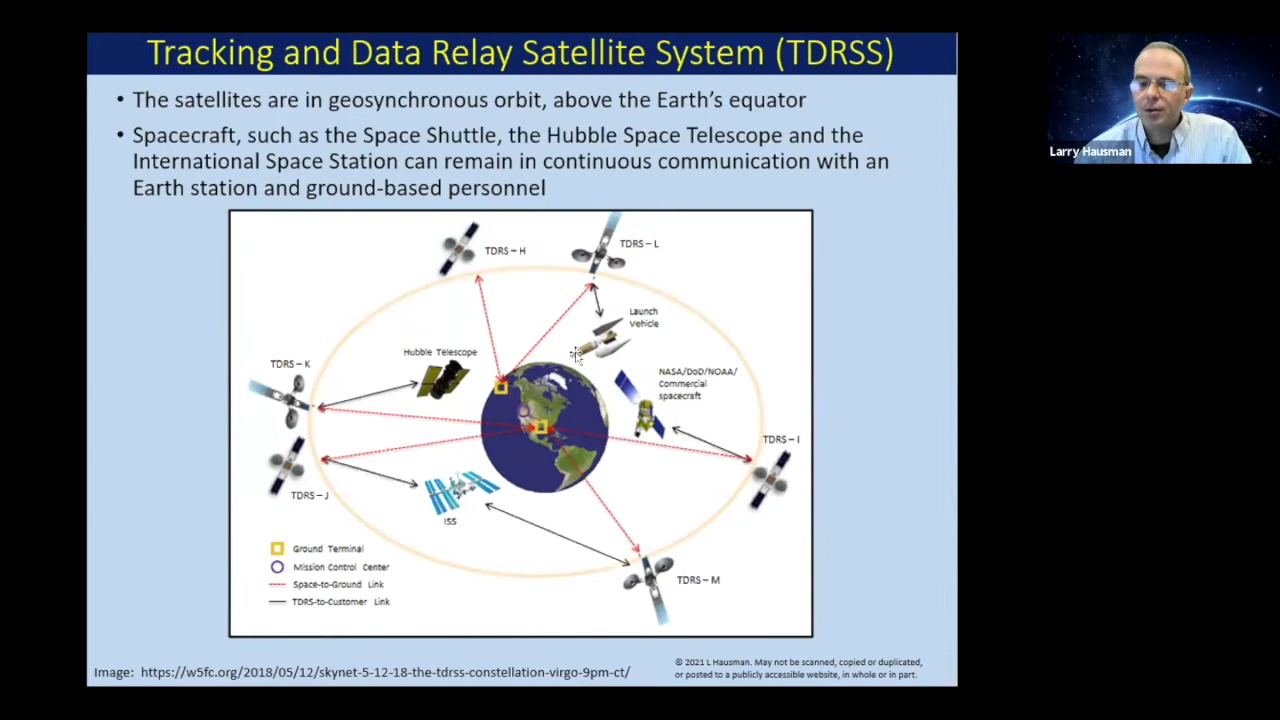 Tracking and Data Relay Satellite System (TDRSS)
• The satellites are in geosynchronous orbit, above the Earth's equator
• Spacecraft, such as the Space Shuttle, the Hubble Space Telescope and the
International Space Station can remain in continuous communication with an
Earth station and ground-based personnel
Larry Hausman
TDRS – H
TDRS – L
Launch
Vehicle
Hubble Telescope
TDRS – K
NASA/DoD/NOAA/
Commercial
spacecraft
TDRS – I
TDRS – J
ISS
TDRS – M
Ground Terminal
Mission Control Center
Space-to-Ground Link
TDRS-to-Customer Link
Image: https://w5fc.org/2018/05/12/skynet-5-12-18-the-tdrss-constellation-virgo-9pm-ct/
© 2021 L Hausman. May not be scanned, copied or duplicated,
or posted to a publicly accessible website, in whole or in part.